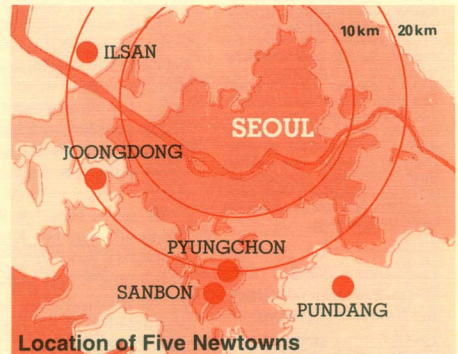 10km 20km
ILSAN
SEOUL
JOONGDONG
PYUNGCHON
SANBON
PUNDANG
Location of Five Newtowns